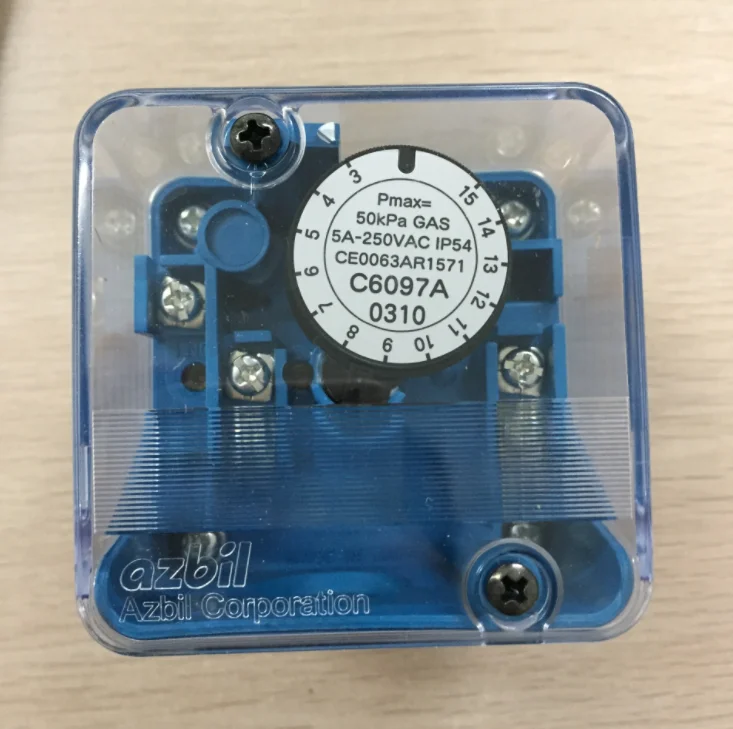 Pmax=
50kPa GAS
5A-250VAC IP54
CE0063AR1571
C6097A
0310
3 4 5 6 7 8 9 10 11 12 13 14 15
azbil
Azbil Corporation